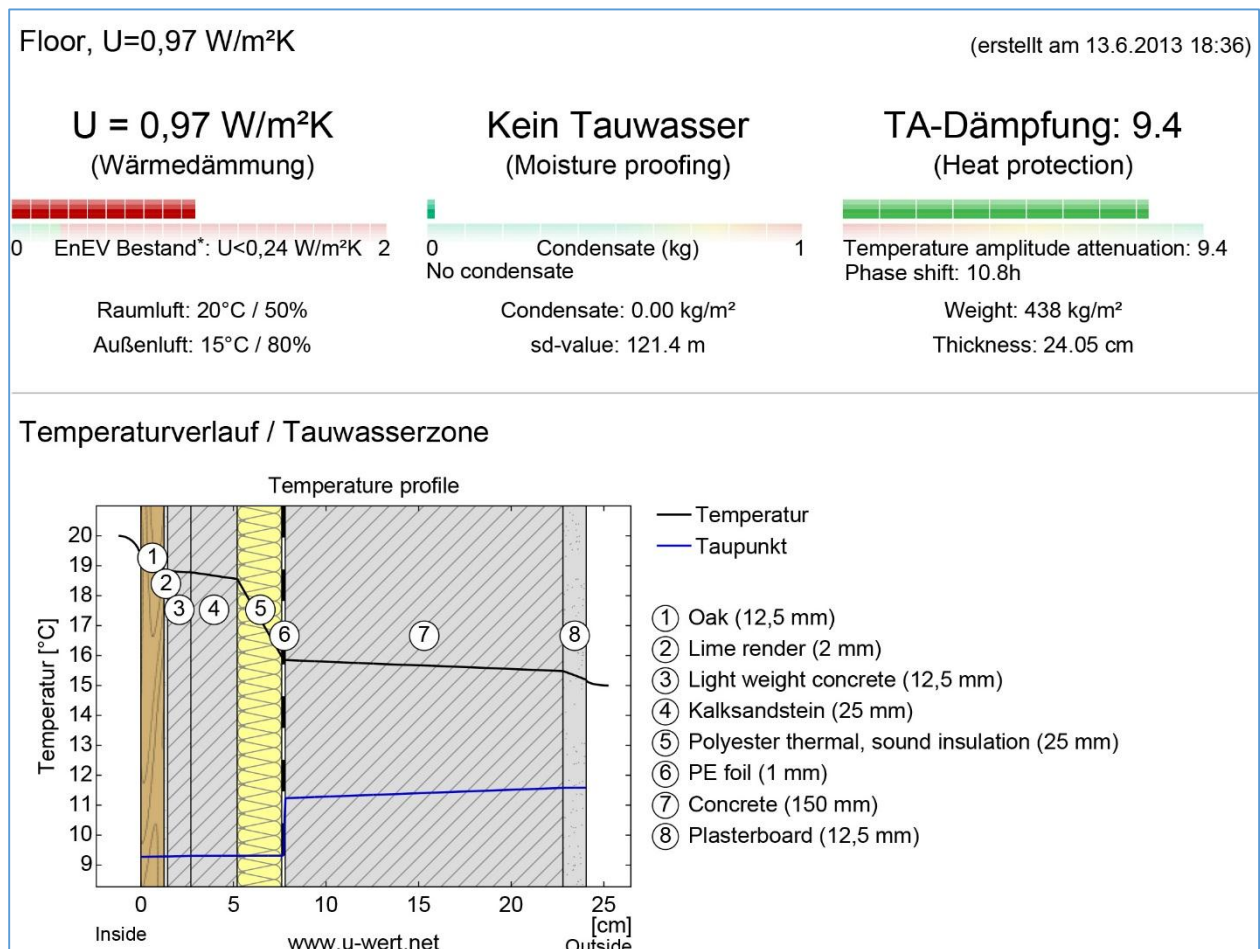 Floor, U=0,97 W/m²K
(erstellt am 13.6.2013 18:36)
U = 0,97 W/m²K
(Wärmedämmung)
0 EnEV Bestand*: U<0,24 W/m²K 2
Raumluft: 20°C / 50%
Außenluft: 15°C / 80%
Kein Tauwasser
(Moisture proofing)
0 Condensate (kg) 1
No condensate
Condensate: 0.00 kg/m²
sd-value: 121.4 m
TA-Dämpfung: 9.4
(Heat protection)
Temperature amplitude attenuation: 9.4
Phase shift: 10.8h
Weight: 438 kg/m²
Thickness: 24.05 cm
Temperaturverlauf / Tauwasserzone
Temperature profile
Temperatur [°C]
20
19
18
17
16
15
14
13
12
11
10
9
1
2
3
4
5
6
7
8
0 5 10 15 20 25
[cm]
Inside
www.u-wert.net
Outside
Temperatur
Taupunkt
1 Oak (12,5 mm)
2 Lime render (2 mm)
3 Light weight concrete (12,5 mm)
4 Kalksandstein (25 mm)
5 Polyester thermal, sound insulation (25 mm)
6 PE foil (1 mm)
7 Concrete (150 mm)
8 Plasterboard (12,5 mm)